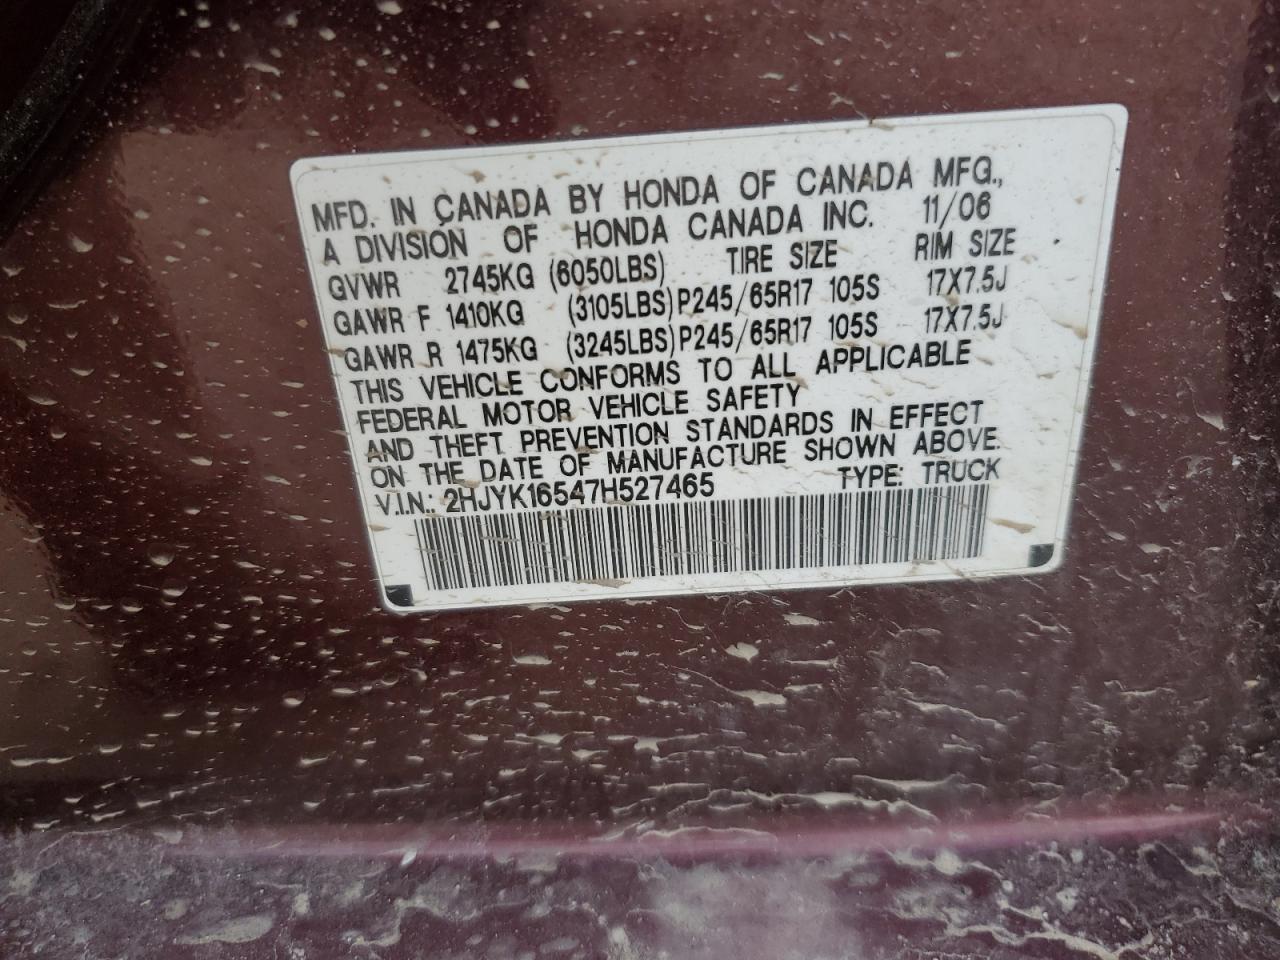 MFD. IN CANADA BY HONDA OF CANADA MFG.,
A DIVISION OF HONDA CANADA INC. 11/06
GVWR 2745KG (6050LBS) TIRE SIZE RIM SIZE
GAWR F 1410KG (3105LBS) P245/65R17 105S 17X7.5J
GAWR R 1475KG (3245LBS) P245/65R17 105S 17X7.5J
THIS VEHICLE CONFORMS TO ALL APPLICABLE
FEDERAL MOTOR VEHICLE SAFETY
AND THEFT PREVENTION STANDARDS IN EFFECT
ON THE DATE OF MANUFACTURE SHOWN ABOVE.
V.I.N.: 2HJYK16547H527465 TYPE: TRUCK